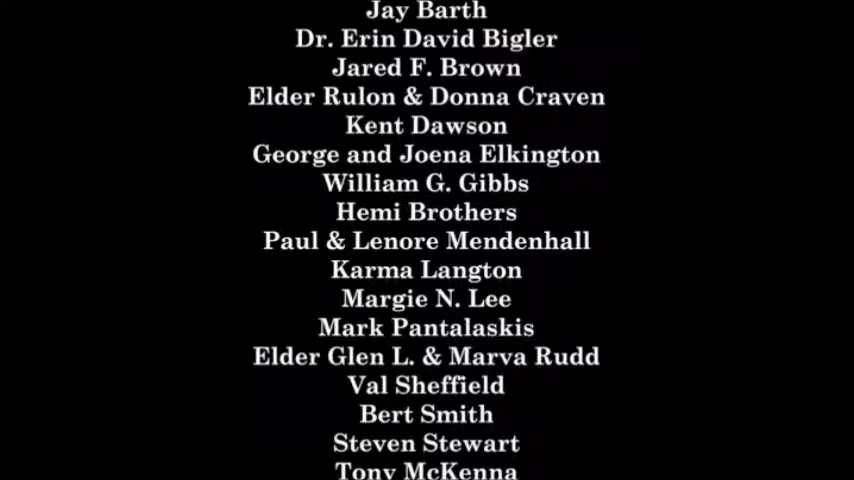 Jay Barth
Dr. Erin David Bigler
Jared F. Brown
Elder Rulon & Donna Craven
Kent Dawson
George and Joena Elkington
William G. Gibbs
Hemi Brothers
Paul & Lenore Mendenhall
Karma Langton
Margie N. Lee
Mark Pantalaskis
Elder Glen L. & Marva Rudd
Val Sheffield
Bert Smith
Steven Stewart
Tony McKenna